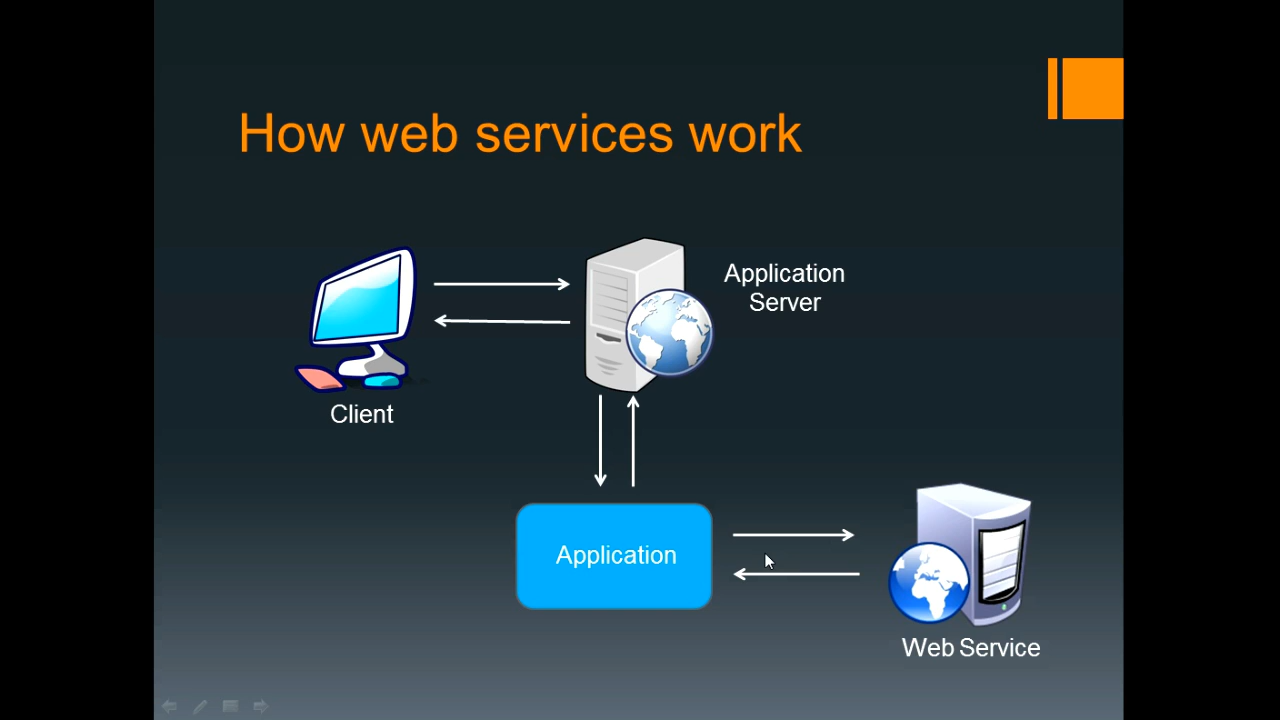 How web services work
Application
Server
Client
Application
Web Service